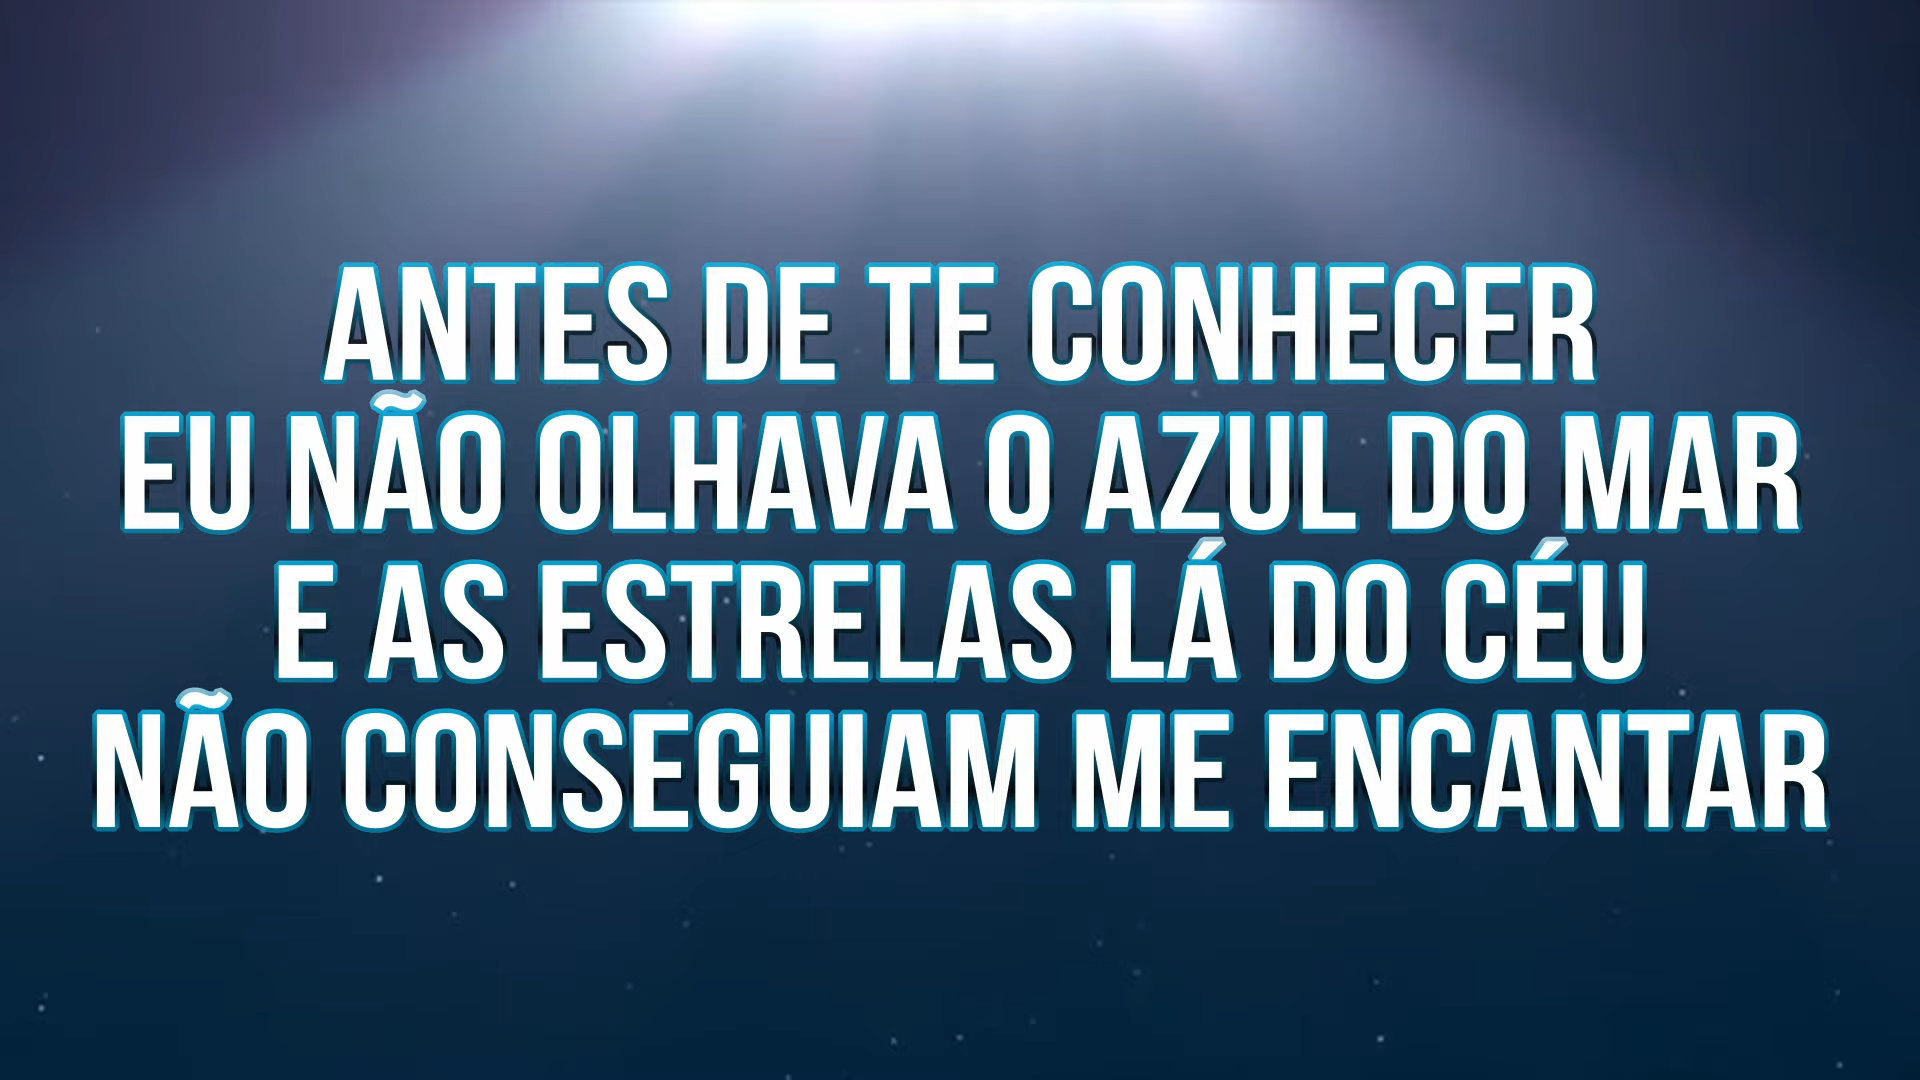 ANTES DE TE CONHECER
EU NÃO OLHAVA O AZUL DO MAR
E AS ESTRELAS LÁ DO CÉU
NÃO CONSEGUIAM ME ENCANTAR